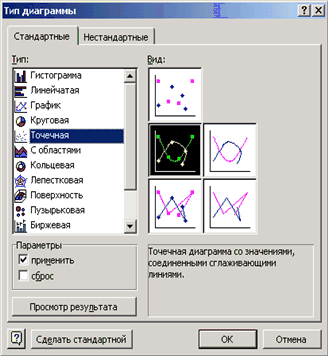 Тип диаграммы
Стандартные
Нестандартные
Тип:
Гистограмма
Линейчатая
График
Круговая
Точечная
С областями
Кольцевая
Лепестковая
Поверхность
Пузырьковая
Биржевая
Вид:
Параметры
применить
сброс
Точечная диаграмма со значениями,
соединенными сглаживающими
линиями.
Просмотр результата
Сделать стандартной
ОК
Отмена